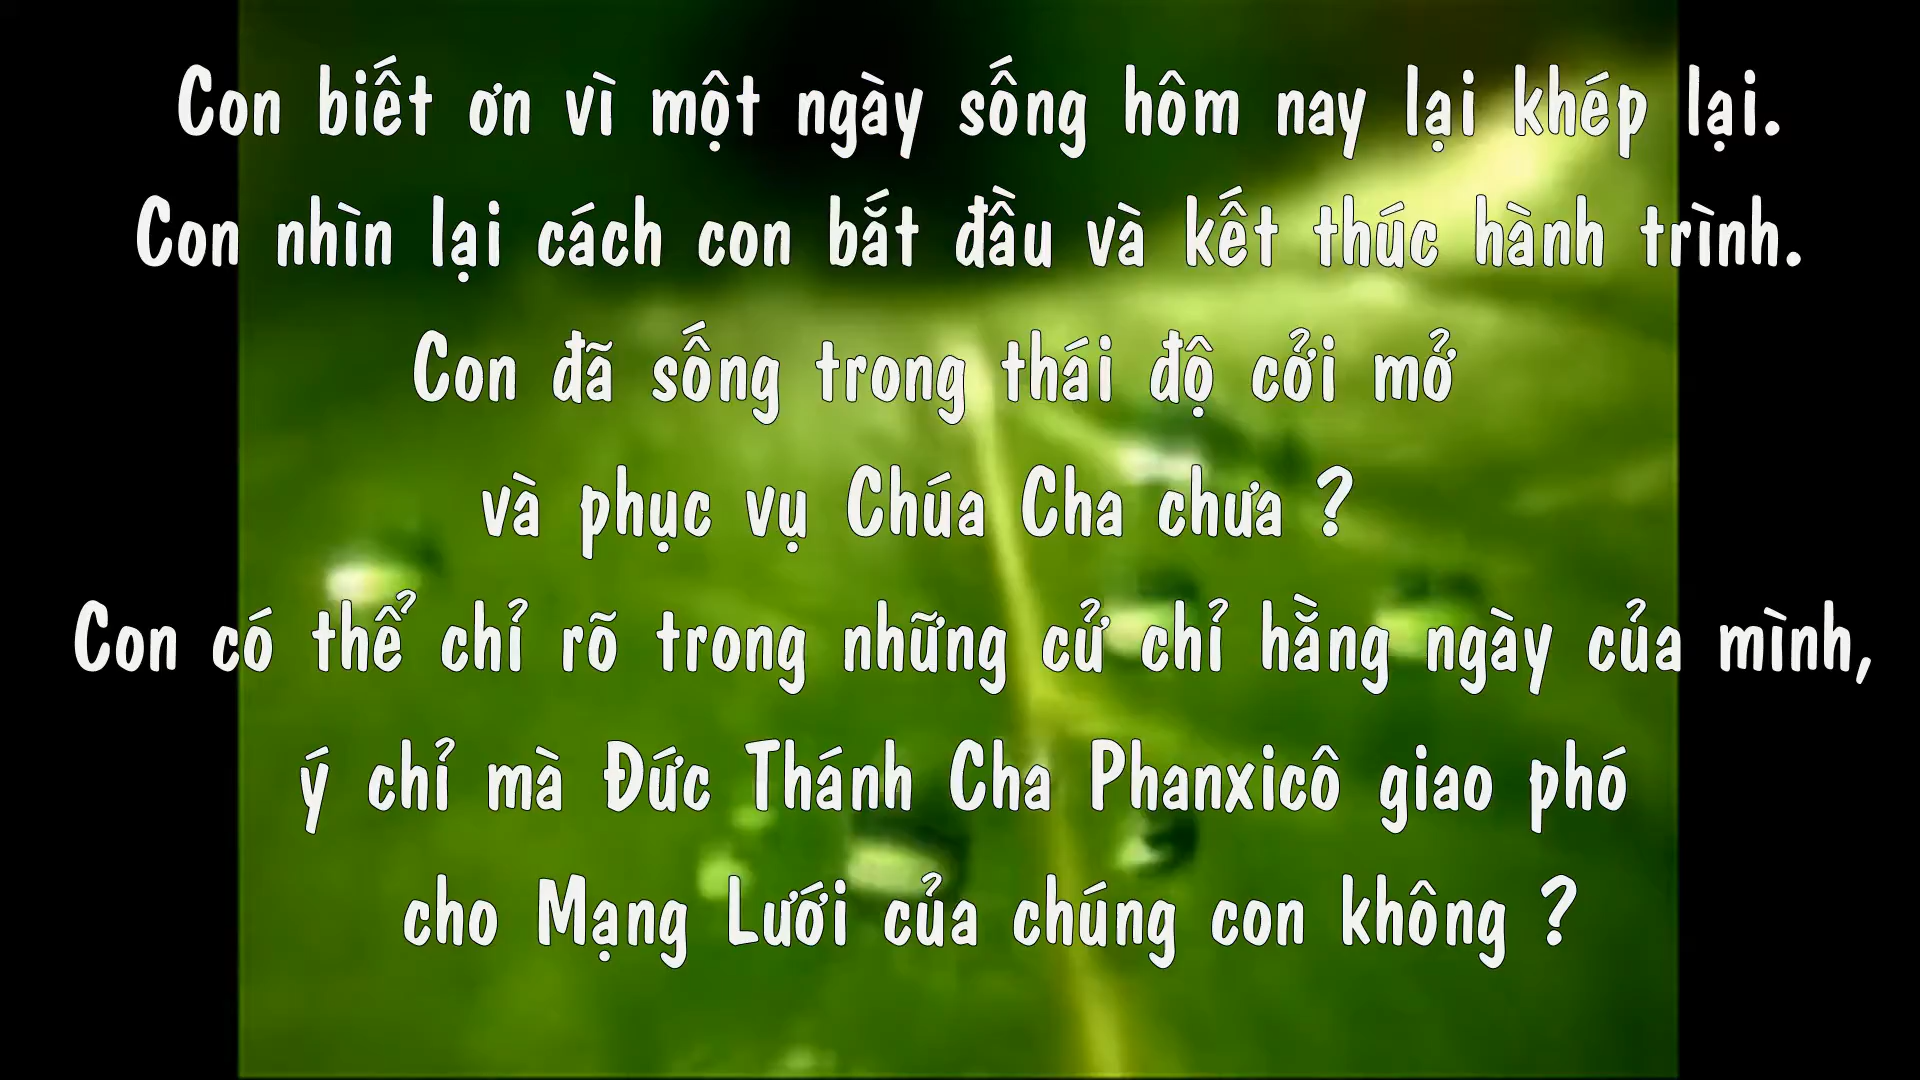 Con biết ơn vì một ngày sống hôm nay lại khép lại.
Con nhìn lại cách con bắt đầu và kết thúc hành trình.
Con đã sống trong thái độ cởi mở
và phục vụ Chúa Cha chưa ?
Con có thể chỉ rõ trong những cử chỉ hằng ngày của mình,
ý chỉ mà Đức Thánh Cha Phanxicô giao phó
cho Mạng Lưới của chúng con không ?